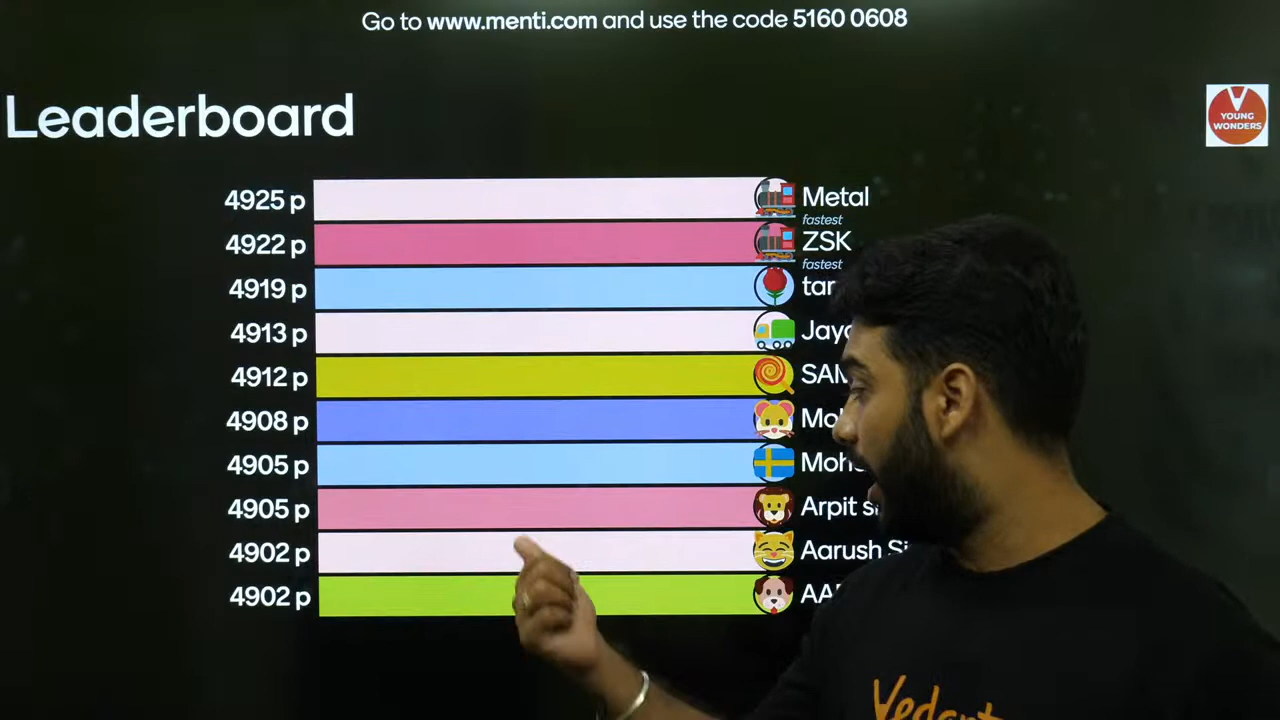 Go to www.menti.com and use the code 5160 0608
Leaderboard
YOUNG
WONDERS
4925 p Metal
fastest
4922 p ZSK
fastest
4919 p
4913 p
4912 p
4908 p
4905 p
4905 p Arpit
4902 p Aarush
4902 p